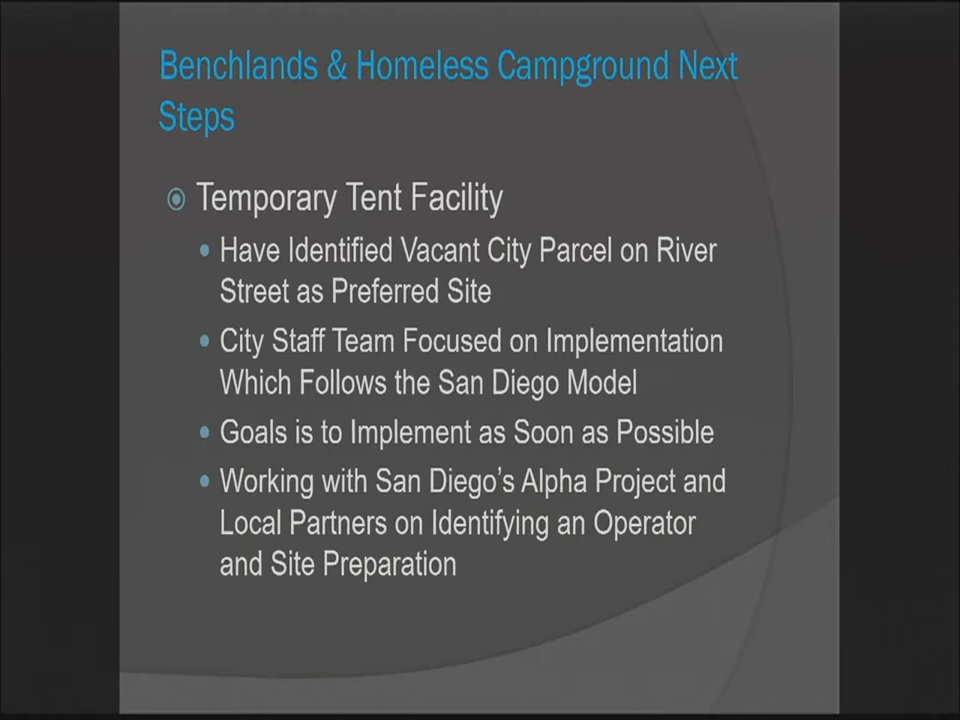 Benchlands & Homeless Campground Next
Steps
Temporary Tent Facility
Have Identified Vacant City Parcel on River
Street as Preferred Site
City Staff Team Focused on Implementation
Which Follows the San Diego Model
Goals is to Implement as Soon as Possible
Working with San Diego's Alpha Project and
Local Partners on Identifying an Operator
and Site Preparation